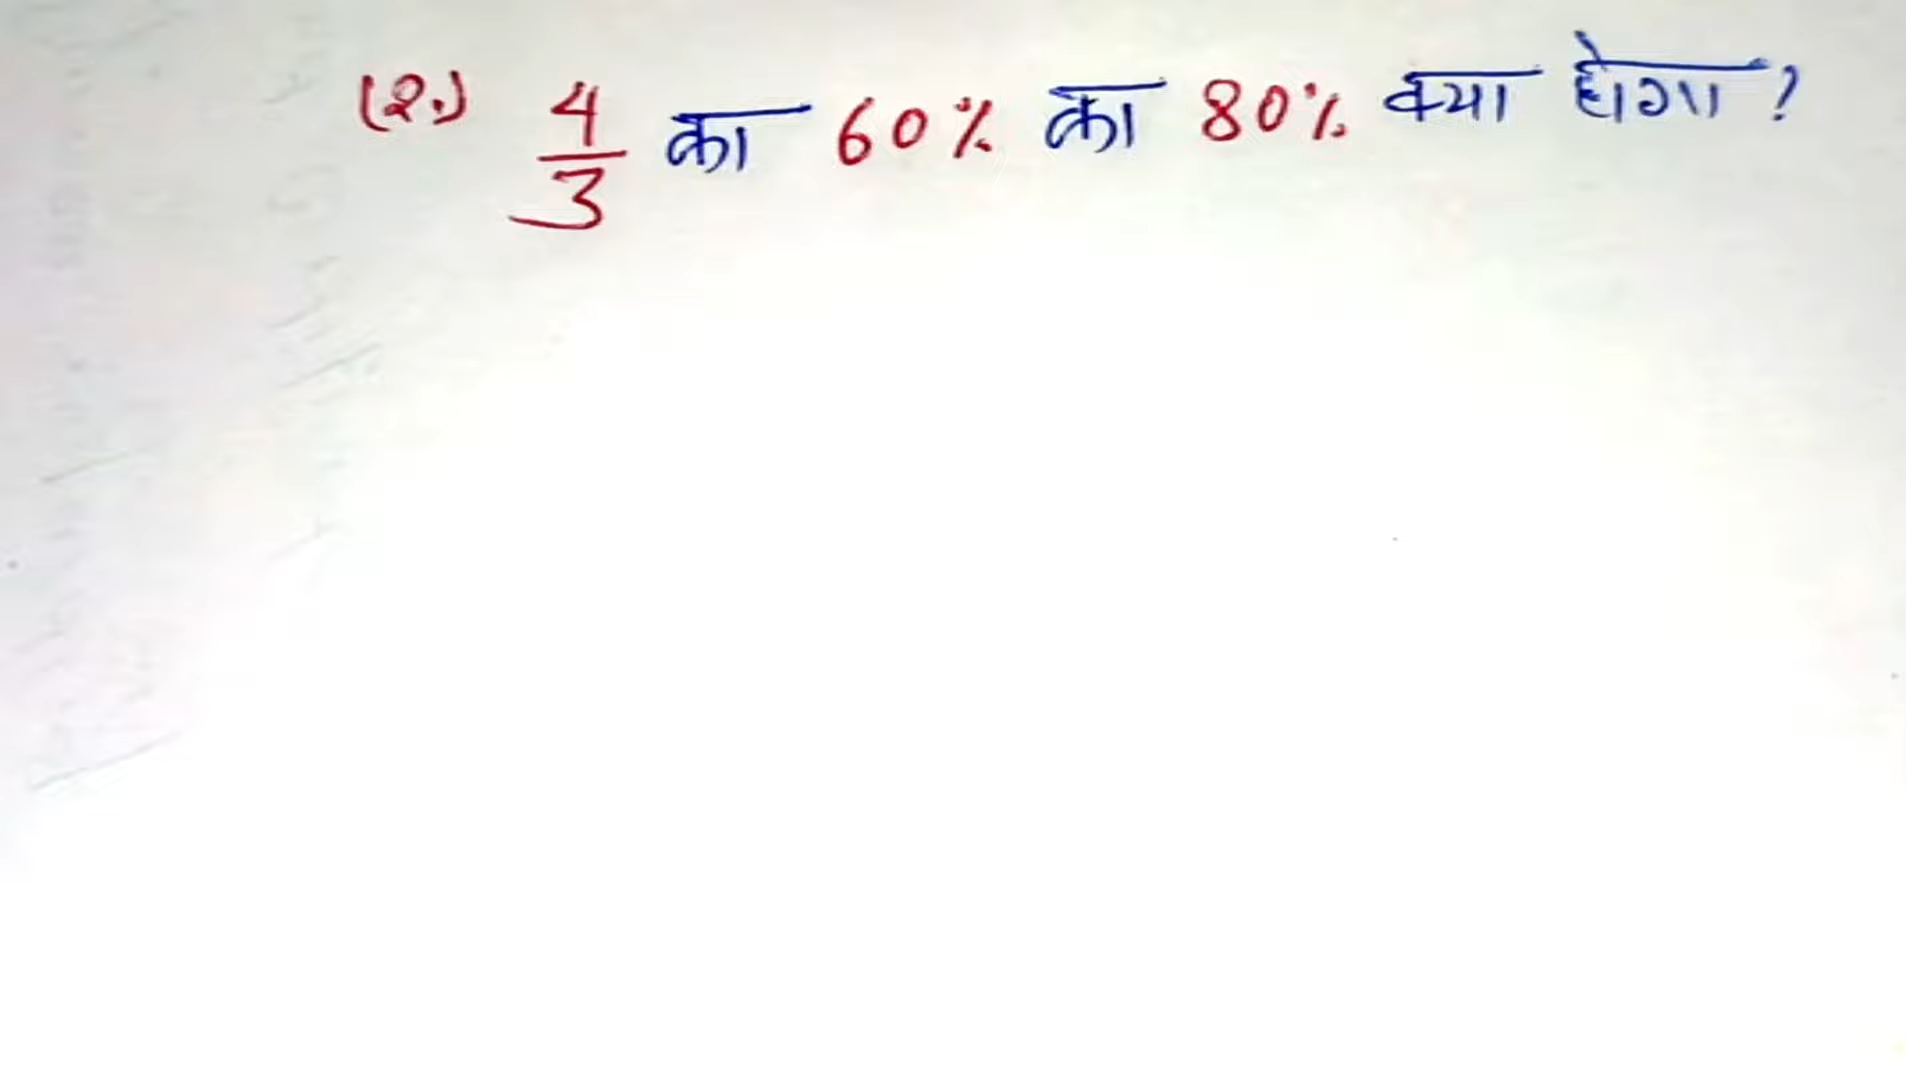 (2.) 4/3 का 60% का 80% क्या होगा ?